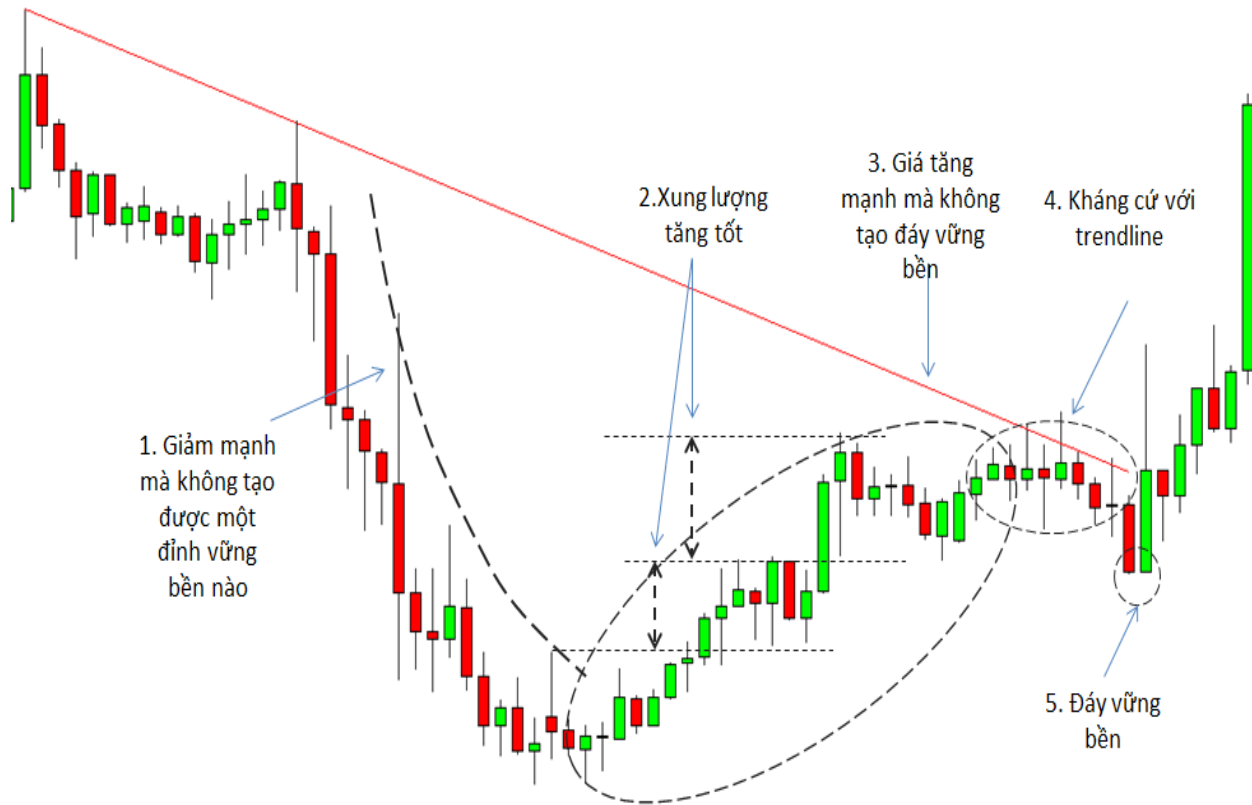 1. Giảm mạnh
mà không tạo
được một
đỉnh vững
bền nào
2.Xung lượng
tăng tốt
3. Giá tăng
mạnh mà không
tạo đáy vững
bền
4. Kháng cứ với
trendline
5. Đáy vững
bền